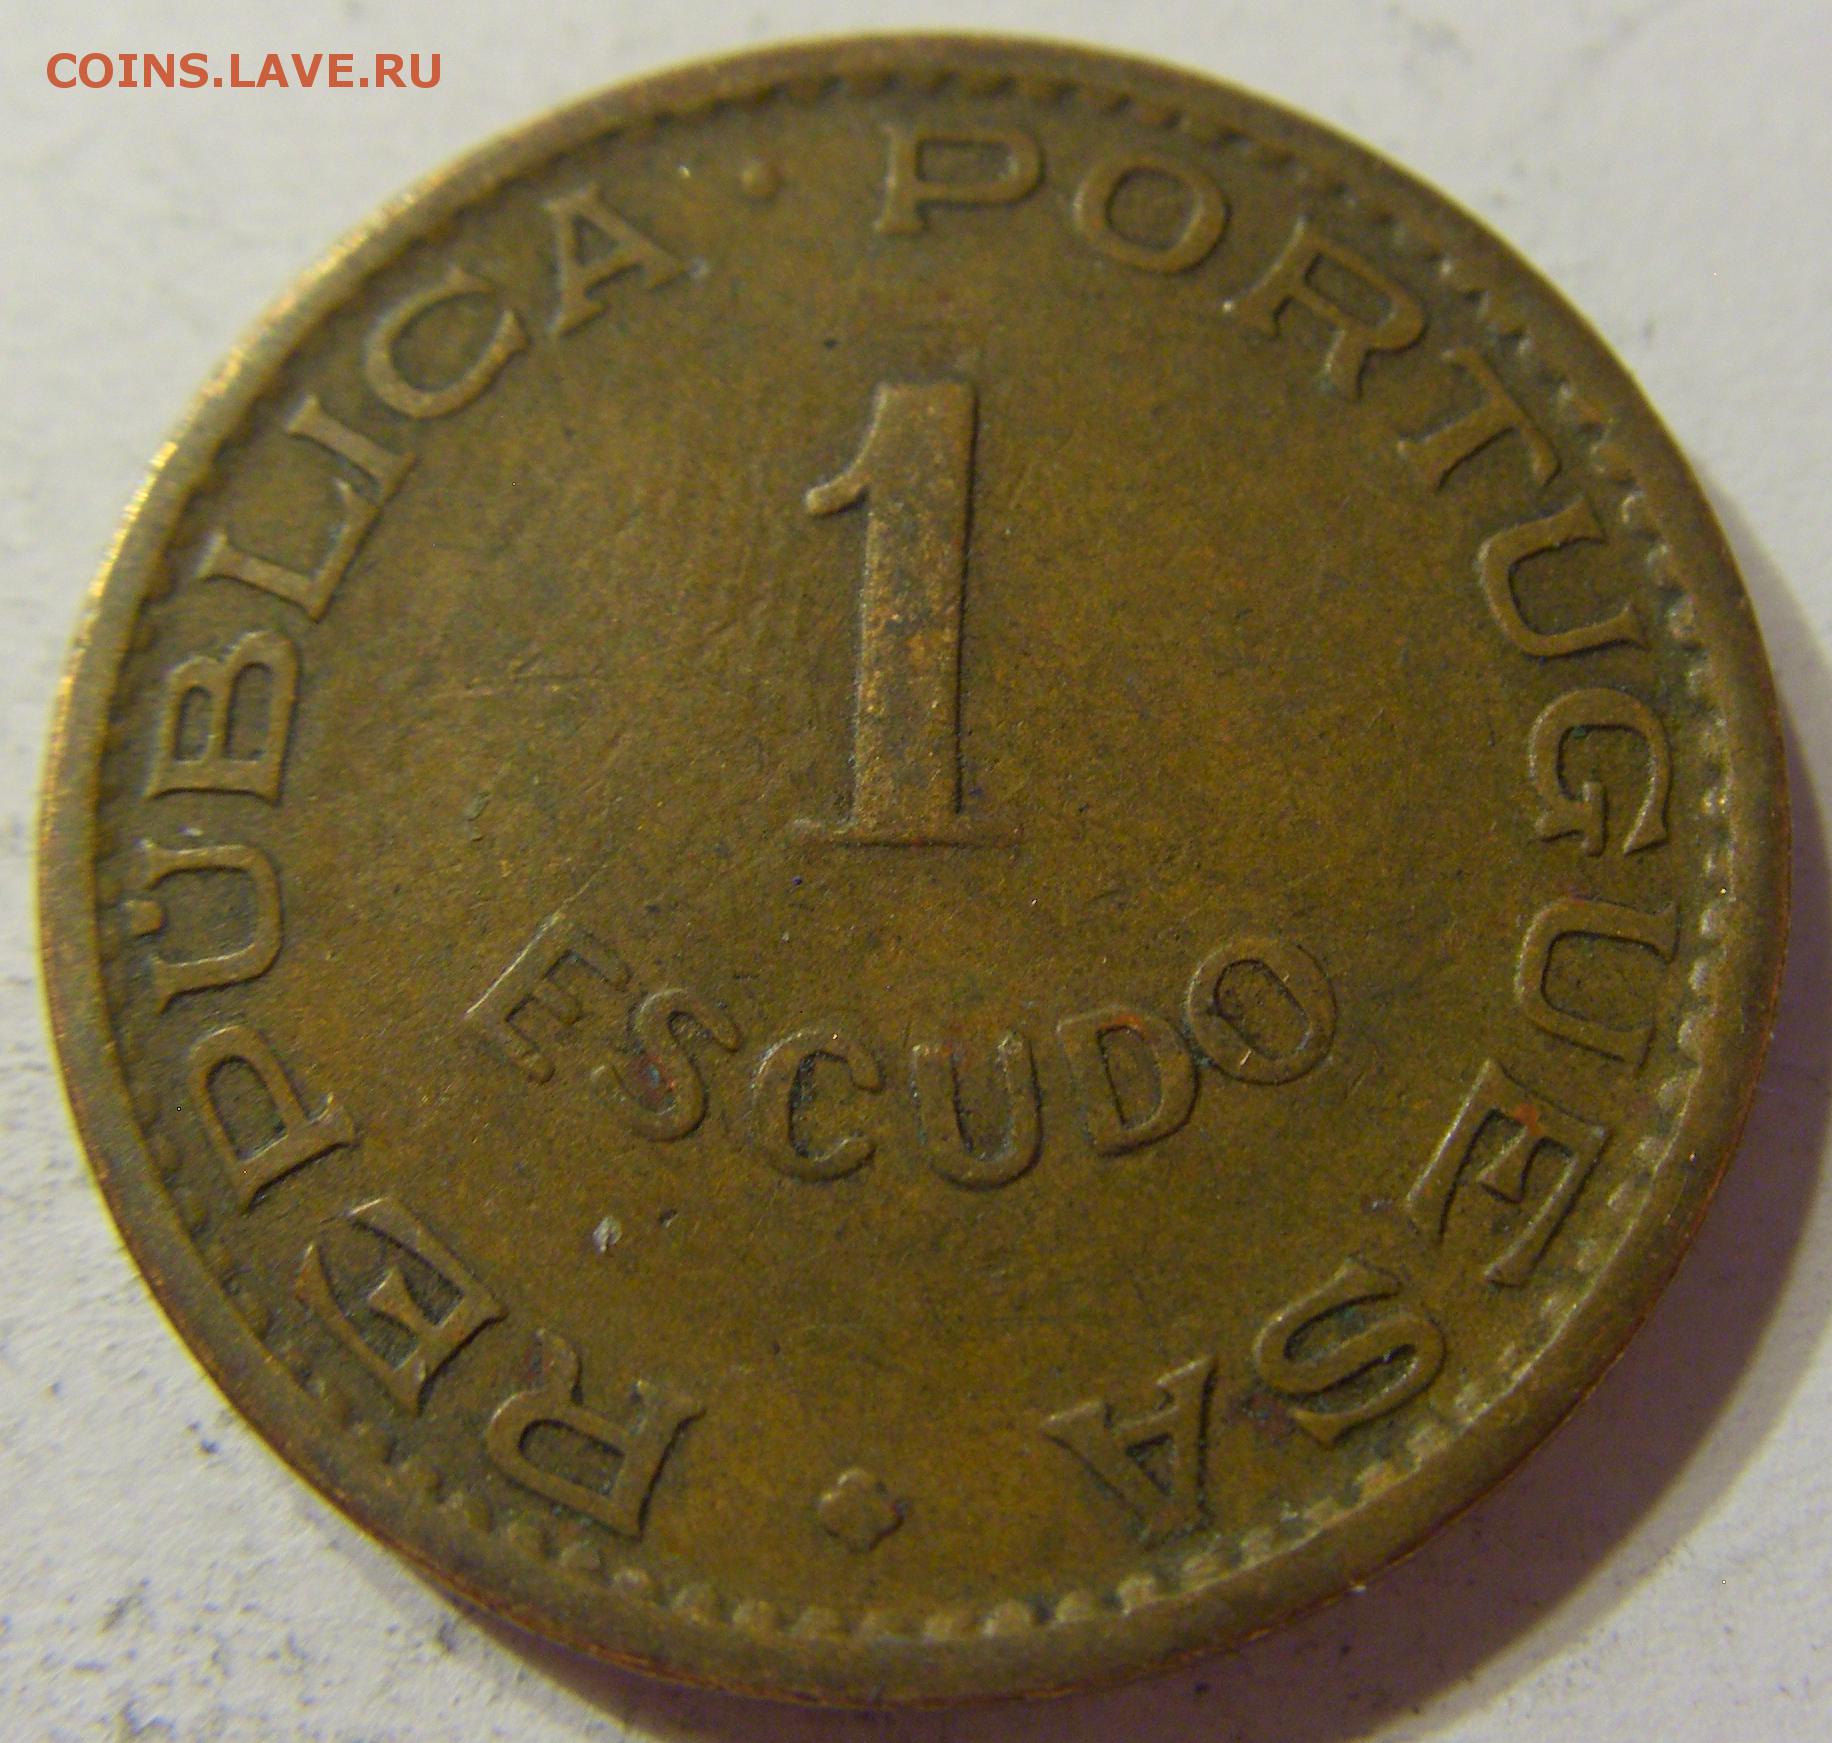 COINS.LAVE.RU
REPÚBLICA · PORTUGUESA
1
ESCUDO